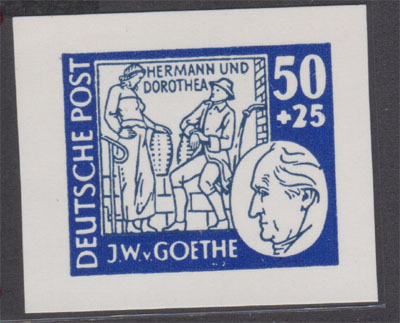 HERMANN UND
DOROTHEA
50
+25
DEUTSCHE POST
J.W.v.GOETHE